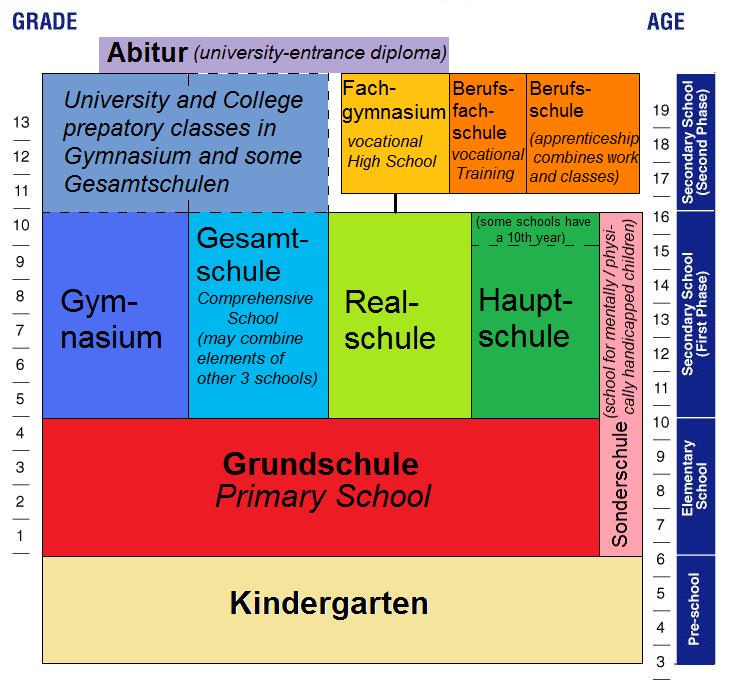 GRADE
AGE
Abitur (university-entrance diploma)
University and College
prepatory classes in
Gymnasium and some
Gesamtschulen
Fach-
gymnasium
vocational
High School
Berufs-
fach-
schule
vocational
Training
Berufs-
schule
(apprenticeship
combines work
and classes)
13
12
11
10
9
8
7
6
5
4
3
2
1
Gym-
nasium
Gesamt-
schule
Comprehensive
School
(may combine
elements of
other 3 schools)
Real-
schule
(some schools have
a 10th year)
Haupt-
schule
Sonderschule (school for mentally / physi-
cally handicapped children)
Grundschule
Primary School
Kindergarten
19
18
17
16
15
14
13
12
11
10
9
8
7
6
5
4
3
Secondary School
(Second Phase)
Secondary School
(First Phase)
Elementary
School
Pre-school